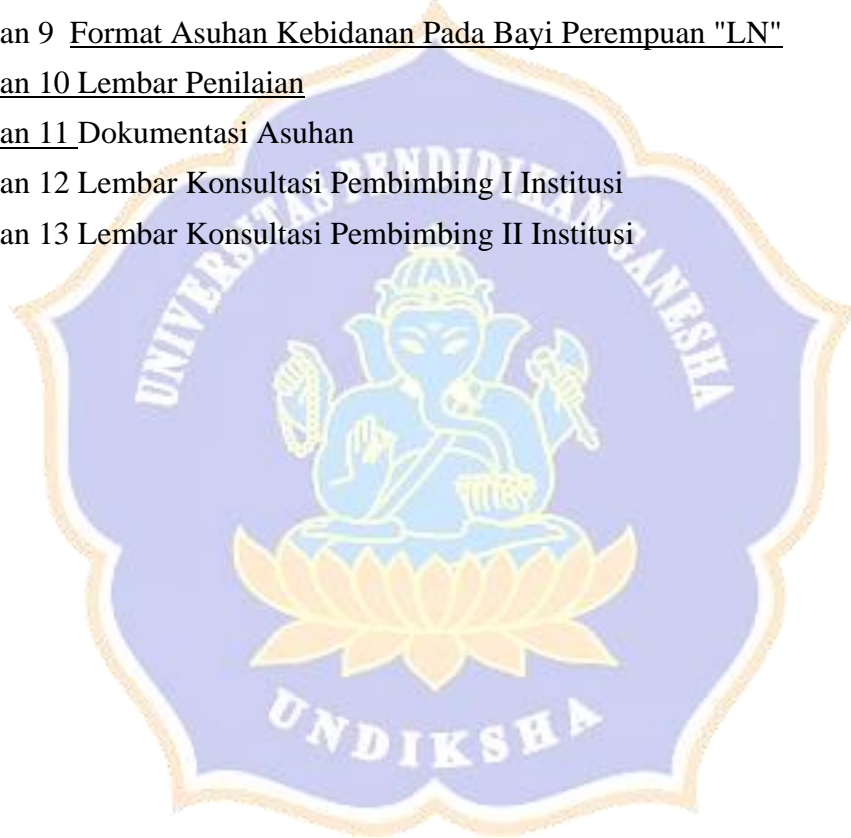 an 9 Format Asuhan Kebidanan Pada Bayi Perempuan "LN"
an 10 Lembar Penilaian
an 11 Dokumentasi Asuhan
an 12 Lembar Konsultasi Pembimbing I Institusi
an 13 Lembar Konsultasi Pembimbing II Institusi
UNIVERSITAS PENDIDIKAN GANESHA
UNDIKSHA